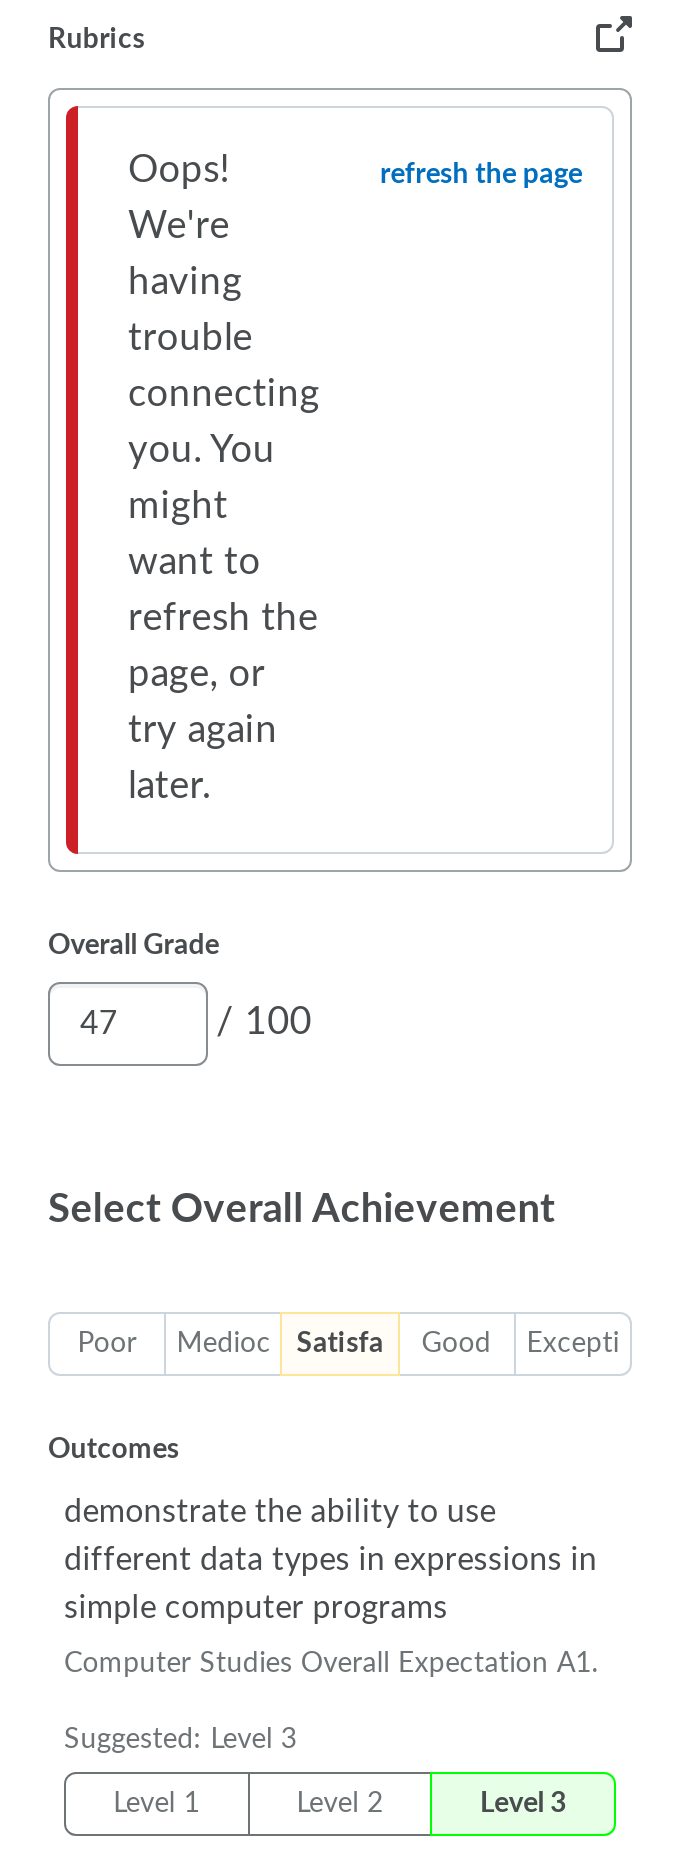 Rubrics
Oops!
We're
having
trouble
connecting
you. You
might
want to
refresh the
page, or
try again
later.
refresh the page
Overall Grade
47 / 100
Select Overall Achievement
Poor Medioc Satisfa Good Excepti
Outcomes
demonstrate the ability to use
different data types in expressions in
simple computer programs
Computer Studies Overall Expectation A1.
Suggested: Level 3
Level 1 Level 2 Level 3